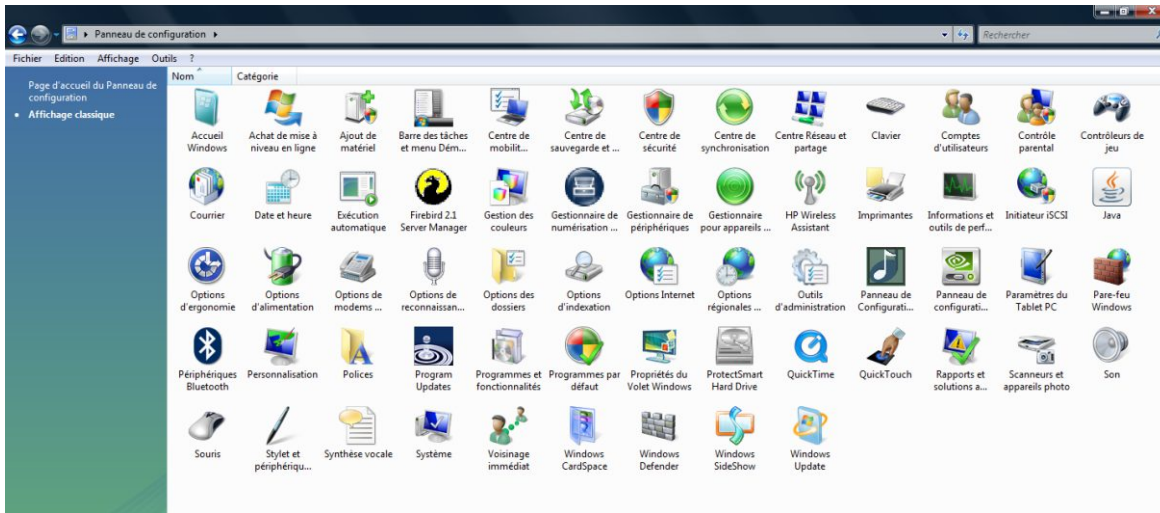 Panneau de configuration
Rechercher
Fichier Edition Affichage Outils ?
Page d'accueil du Panneau de
configuration
Affichage classique
Nom Catégorie
Accueil Achat de mise à Ajout de Barre des tâches Centre de Centre de Centre de Centre de Centre Réseau et Clavier Comptes Contrôle Contrôleurs de
Windows niveau en ligne matériel et menu Dém... mobilit... sauvegarde et ... sécurité synchronisation partage d'utilisateurs parental jeu
Courrier Date et heure Exécution Firebird 2.1 Gestion des Gestionnaire de Gestionnaire de Gestionnaire HP Wireless Imprimantes Informations et Initiateur iSCSI Java
automatique Server Manager couleurs numérisation ... périphériques pour appareils ... Assistant outils de perf...
Options Options Options de Options de Options des Options Options Internet Options Outils Panneau de Panneau de Paramètres du Pare-feu
d'ergonomie d'alimentation modems ... reconnaissan... dossiers d'indexation régionales ... d'administration Configurati... configurati... Tablet PC Windows
Périphériques Personnalisation Polices Program Programmes et Programmes par Propriétés du ProtectSmart QuickTime QuickTouch Rapports et Scanneurs et Son
Bluetooth Updates fonctionnalités défaut Volet Windows Hard Drive solutions a... appareils photo
Souris Stylet et Synthèse vocale Système Voisinage Windows Windows Windows Windows
périphériqu... immédiat CardSpace Defender SideShow Update